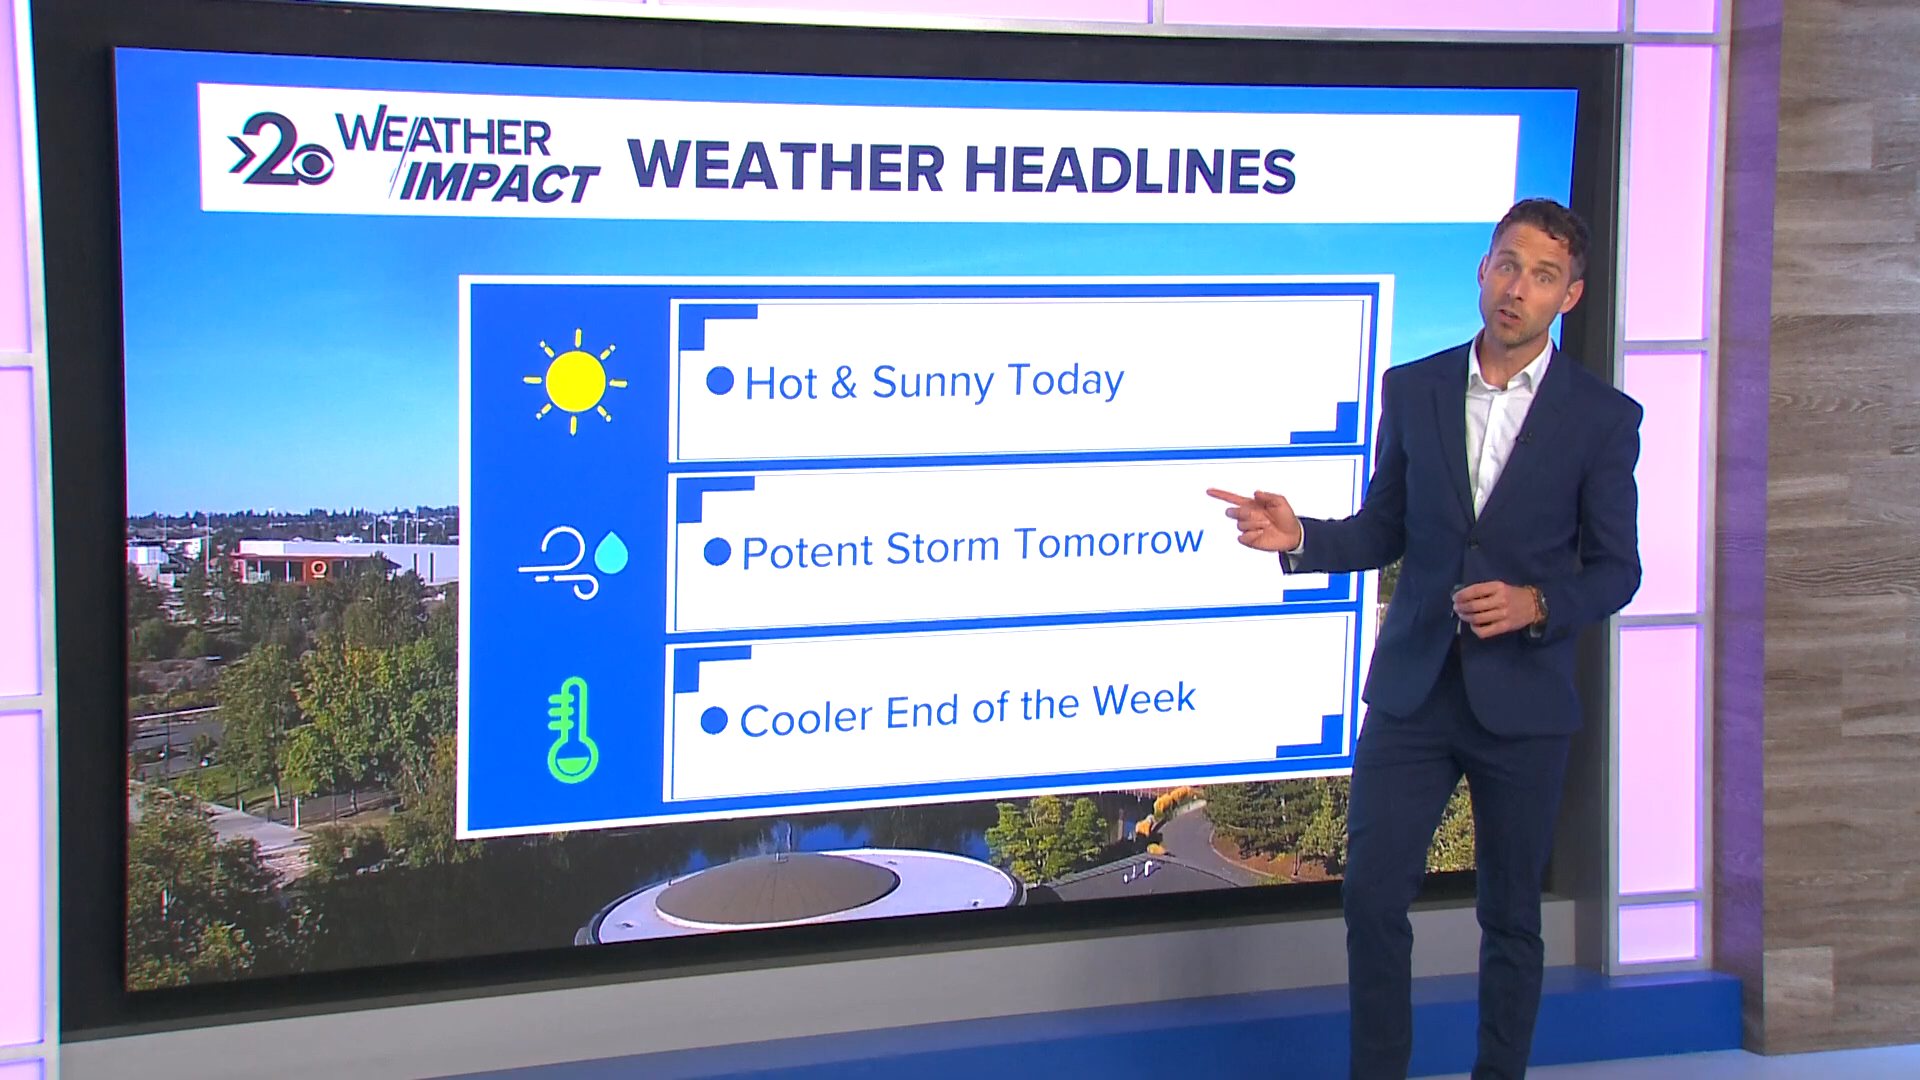 2
WEATHER
IMPACT
WEATHER HEADLINES
Hot & Sunny Today
Potent Storm Tomorrow
Cooler End of the Week